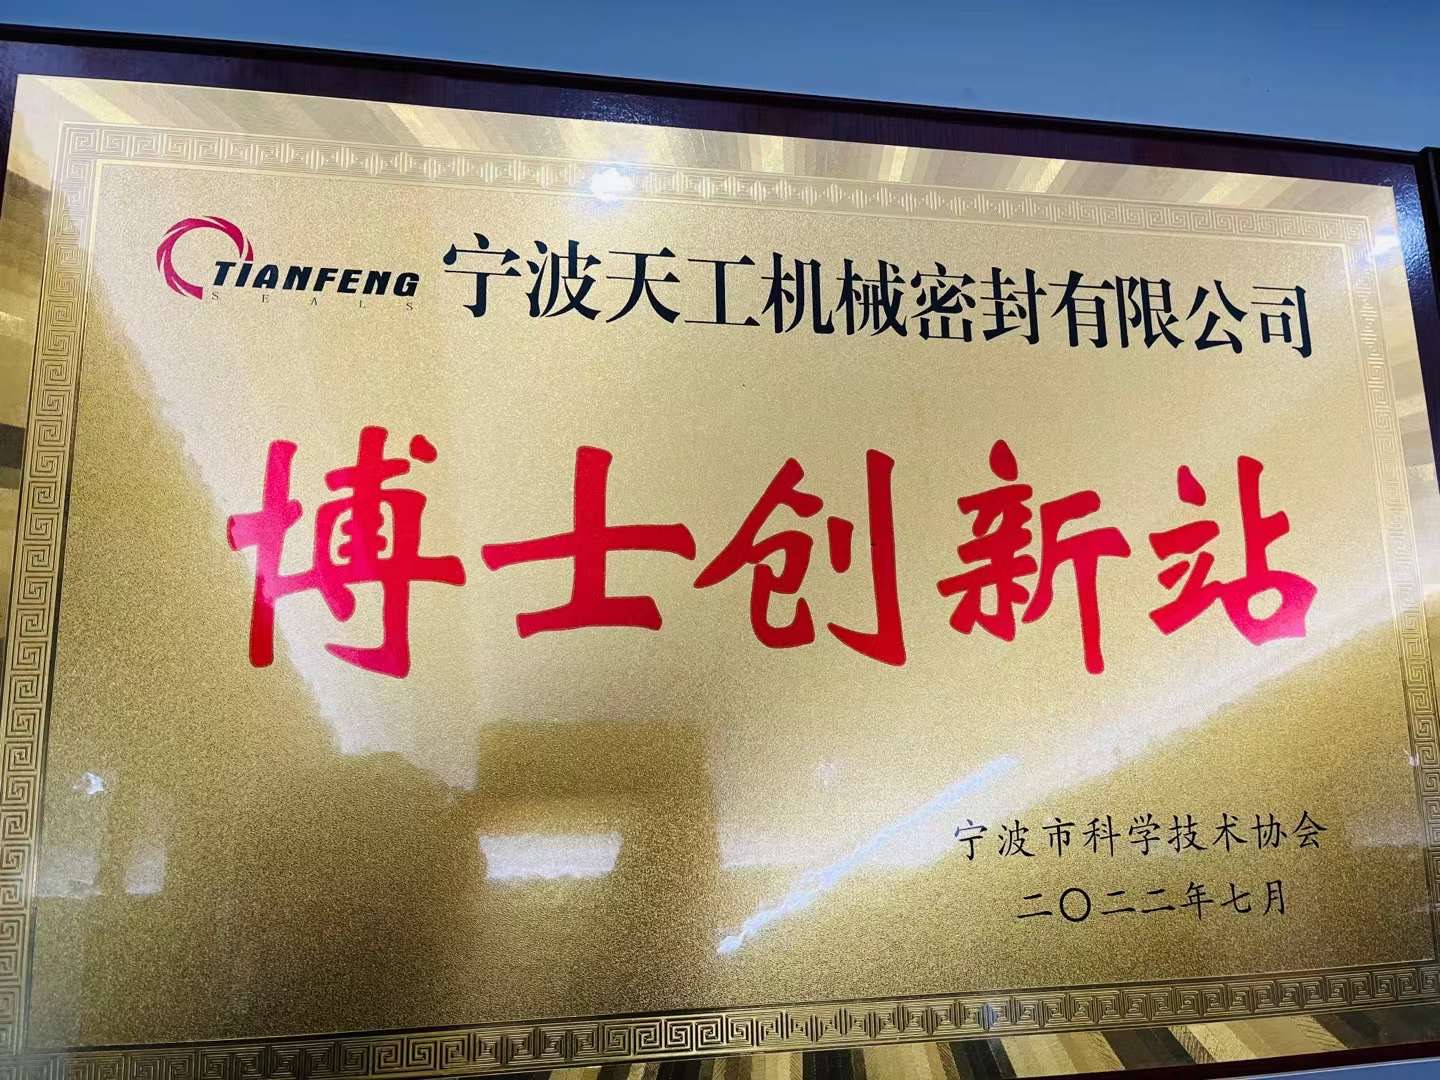 TIANFENG
SEALS
宁波天工机械密封有限公司
博士创新站
宁波市科学技术协会
二〇二二年七月